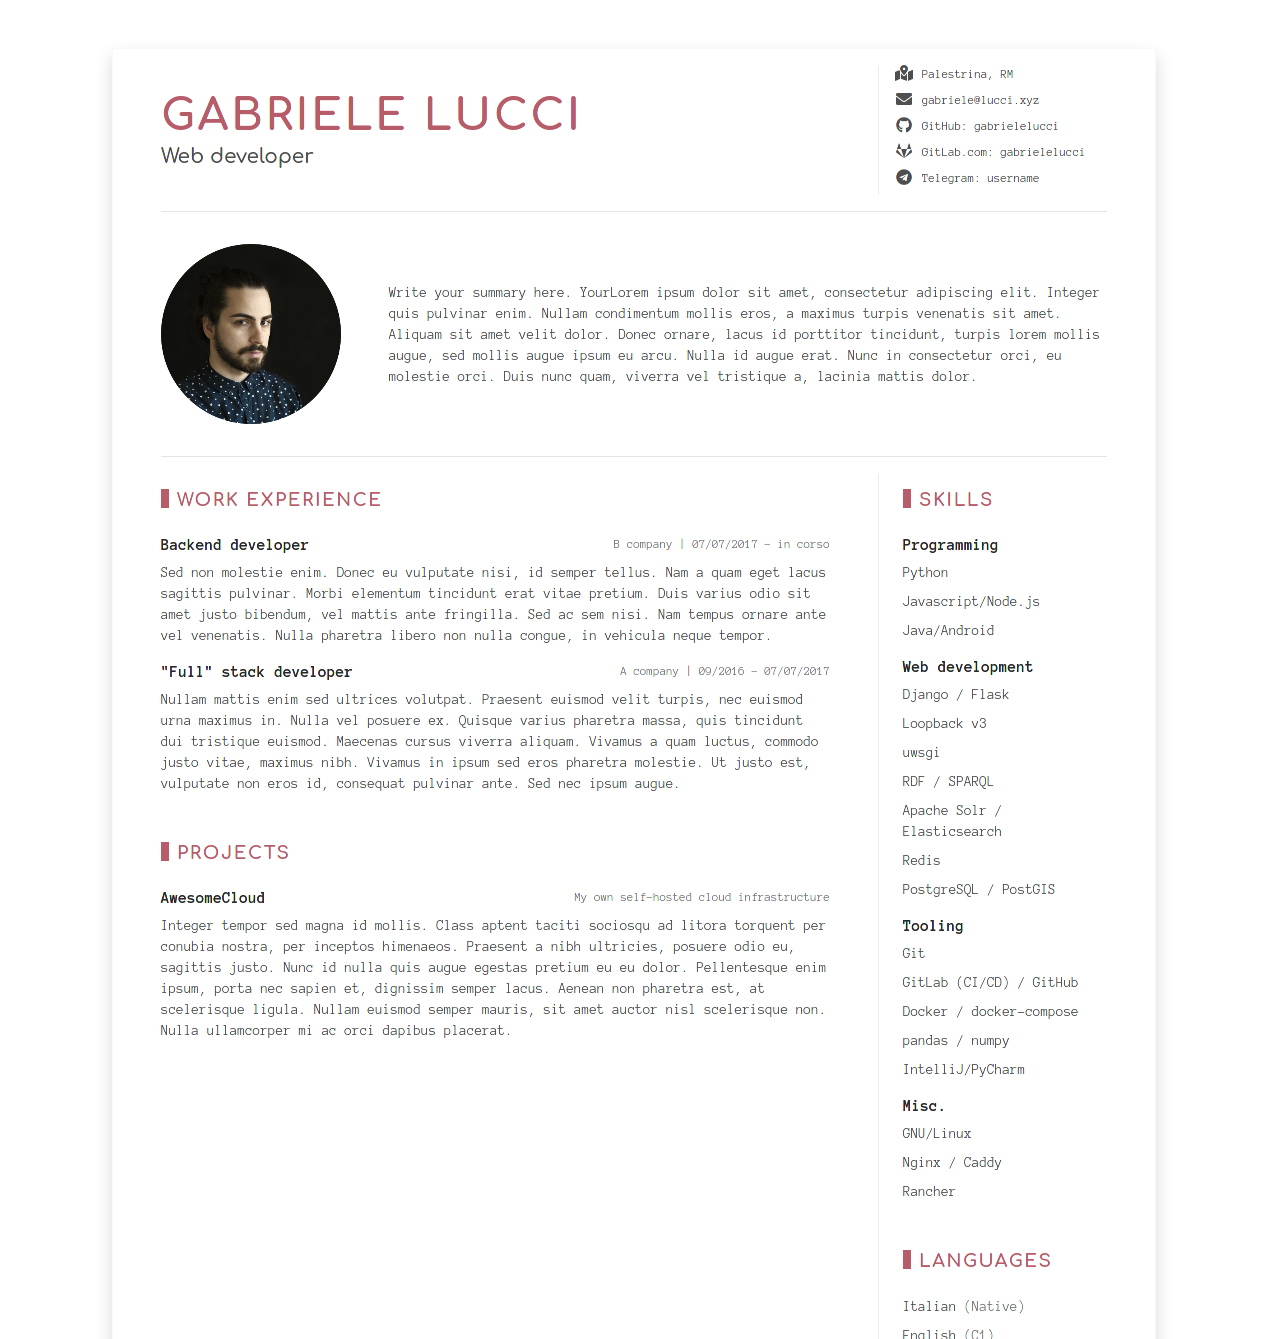 GABRIELE LUCCI
Web developer
Palestrina, RM
gabriele@lucci.xyz
GitHub: gabrielelucci
GitLab.com: gabrielelucci
Telegram: username
Write your summary here. YourLorem ipsum dolor sit amet, consectetur adipiscing elit. Integer
quis pulvinar enim. Nullam condimentum mollis eros, a maximus turpis venenatis sit amet.
Aliquam sit amet velit dolor. Donec ornare, lacus id porttitor tincidunt, turpis lorem mollis
augue, sed mollis augue ipsum eu arcu. Nulla id augue erat. Nunc in consectetur orci, eu
molestie orci. Duis nunc quam, viverra vel tristique a, lacinia mattis dolor.
WORK EXPERIENCE
Backend developer
B company | 07/07/2017 - in corso
Sed non molestie enim. Donec eu vulputate nisi, id semper tellus. Nam a quam eget lacus
sagittis pulvinar. Morbi elementum tincidunt erat vitae pretium. Duis varius odio sit
amet justo bibendum, vel mattis ante fringilla. Sed ac sem nisi. Nam tempus ornare ante
vel venenatis. Nulla pharetra libero non nulla congue, in vehicula neque tempor.
"Full" stack developer
A company | 09/2016 - 07/07/2017
Nullam mattis enim sed ultrices volutpat. Praesent euismod velit turpis, nec euismod
urna maximus in. Nulla vel posuere ex. Quisque varius pharetra massa, quis tincidunt
dui tristique euismod. Maecenas cursus viverra aliquam. Vivamus a quam luctus, commodo
justo vitae, maximus nibh. Vivamus in ipsum sed eros pharetra molestie. Ut justo est,
vulputate non eros id, consequat pulvinar ante. Sed nec ipsum augue.
PROJECTS
AwesomeCloud
My own self-hosted cloud infrastructure
Integer tempor sed magna id mollis. Class aptent taciti sociosqu ad litora torquent per
conubia nostra, per inceptos himenaeos. Praesent a nibh ultricies, posuere odio eu,
sagittis justo. Nunc id nulla quis augue egestas pretium eu eu dolor. Pellentesque enim
ipsum, porta nec sapien et, dignissim semper lacus. Aenean non pharetra est, at
scelerisque ligula. Nullam euismod semper mauris, sit amet auctor nisl scelerisque non.
Nulla ullamcorper mi ac orci dapibus placerat.
SKILLS
Programming
Python
Javascript/Node.js
Java/Android
Web development
Django / Flask
Loopback v3
uwsgi
RDF / SPARQL
Apache Solr /
Elasticsearch
Redis
PostgreSQL / PostGIS
Tooling
Git
GitLab (CI/CD) / GitHub
Docker / docker-compose
pandas / numpy
IntelliJ/PyCharm
Misc.
GNU/Linux
Nginx / Caddy
Rancher
LANGUAGES
Italian (Native)
English (C1)